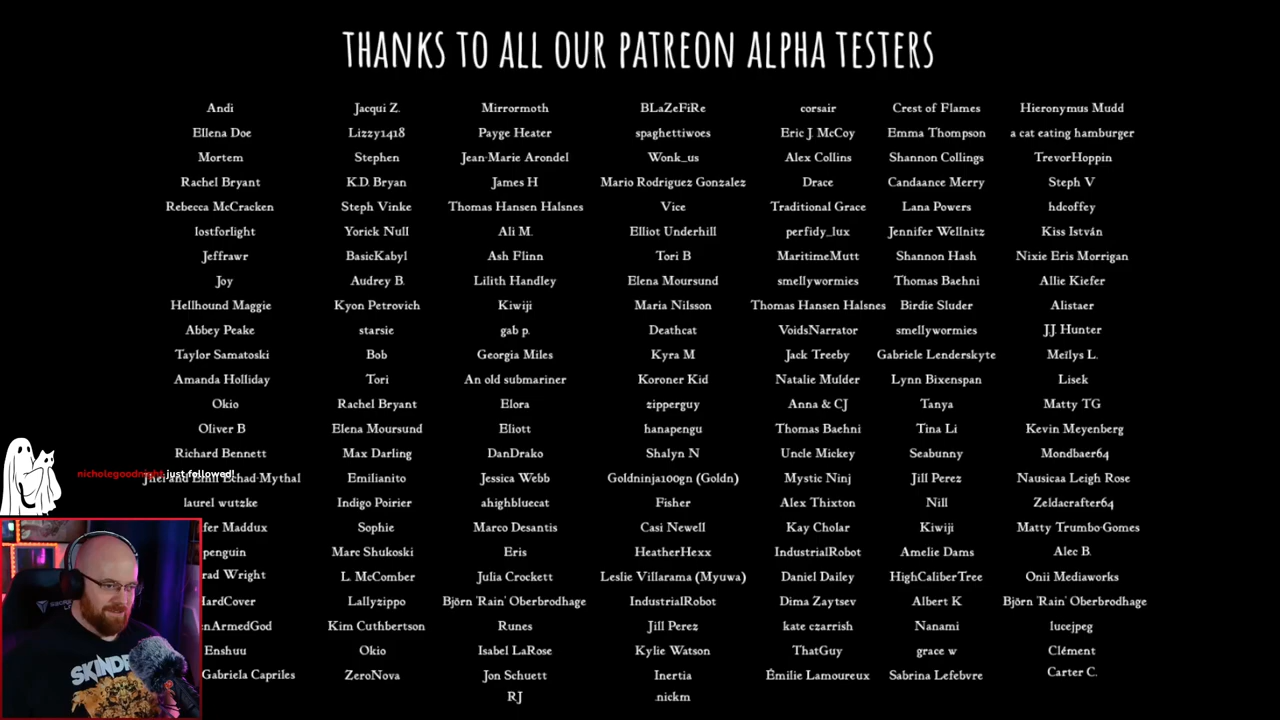 THANKS TO ALL OUR PATREON ALPHA TESTERS
Andi Jacqui Z. Mirrormoth BLaZeFiRe corsair Crest of Flames Hieronymus Mudd
Ellena Doe Lizzy1418 Payge Heater spaghettiwoes Eric J. McCoy Emma Thompson a cat eating hamburger
Mortem Stephen Jean-Marie Arondel Wonk_us Alex Collins Shannon Collings TrevorHoppin
Rachel Bryant K.D. Bryan James H Mario Rodriguez Gonzalez Drace Candaance Merry Steph V
Rebecca McCracken Steph Vinke Thomas Hansen Halsnes Vice Traditional Grace Lana Powers hdcoffey
lostforlight Yorick Null Ali M. Elliot Underhill perfidy_lux Jennifer Wellnitz Kiss István
Jeffrawr BasicKabyl Ash Flinn Tori B MaritimeMutt Shannon Hash Nixie Eris Morrigan
Joy Audrey B. Lilith Handley Elena Moursund smellywormies Thomas Baehni Allie Kiefer
Hellhound Maggie Kyon Petrovich Kiwiji Maria Nilsson Thomas Hansen Halsnes Birdie Sluder Alistaer
Abbey Peake starsie gab p. Deathcat VoidsNarrator smellywormies J.J. Hunter
Taylor Samatoski Bob Georgia Miles Kyra M Jack Treeby Gabriele Lenderskyte Meïlys L.
Amanda Holliday Tori An old submariner Koroner Kid Natalie Mulder Lynn Bixenspan Lisek
Okio Rachel Bryant Elora zipperguy Anna & CJ Tanya Matty TG
Oliver B Elena Moursund Eliott hanapengu Thomas Baehni Tina Li Kevin Meyenberg
Richard Bennett Max Darling DanDrako Shalyn N Uncle Mickey Seabunny Mondbaer64
nicholegoodnight just followed!
Jhei and Emil Echad-Mythal Emilianito Jessica Webb Goldninja100gn (Goldn) Mystic Ninj Jill Perez Nausicaa Leigh Rose
laurel wutzke Indigo Poirier ahighbluecat Fisher Alex Thixton Nill Zeldacrafter64
fer Maddux Sophie Marco Desantis Casi Newell Kay Cholar Kiwiji Matty Trumbo-Gomes
penguin Marc Shukoski Eris HeatherHexx IndustrialRobot Amelie Dams Alec B.
rad Wright L. McComber Julia Crockett Leslie Villarama (Myuwa) Daniel Dailey HighCaliberTree Onii Mediaworks
HardCover Lallyzippo Björn 'Rain' Oberbrodhage IndustrialRobot Dima Zaytsev Albert K Björn 'Rain' Oberbrodhage
nArmedGod Kim Cuthbertson Runes Jill Perez kate czarrish Nanami lucejpeg
Enshuu Okio Isabel LaRose Kylie Watson ThatGuy grace w Clément
Gabriela Capriles ZeroNova Jon Schuett Inertia Émilie Lamoureux Sabrina Lefebvre Carter C.
RJ .nickm